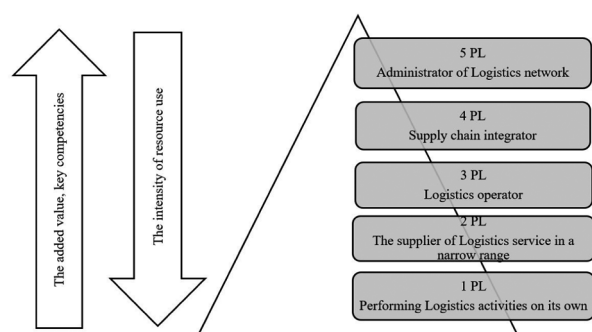 The added value, key competencies
The intensity of resource use
5 PL
Administrator of Logistics network
4 PL
Supply chain integrator
3 PL
Logistics operator
2 PL
The supplier of Logistics service in a
narrow range
1 PL
Performing Logistics activities on its own